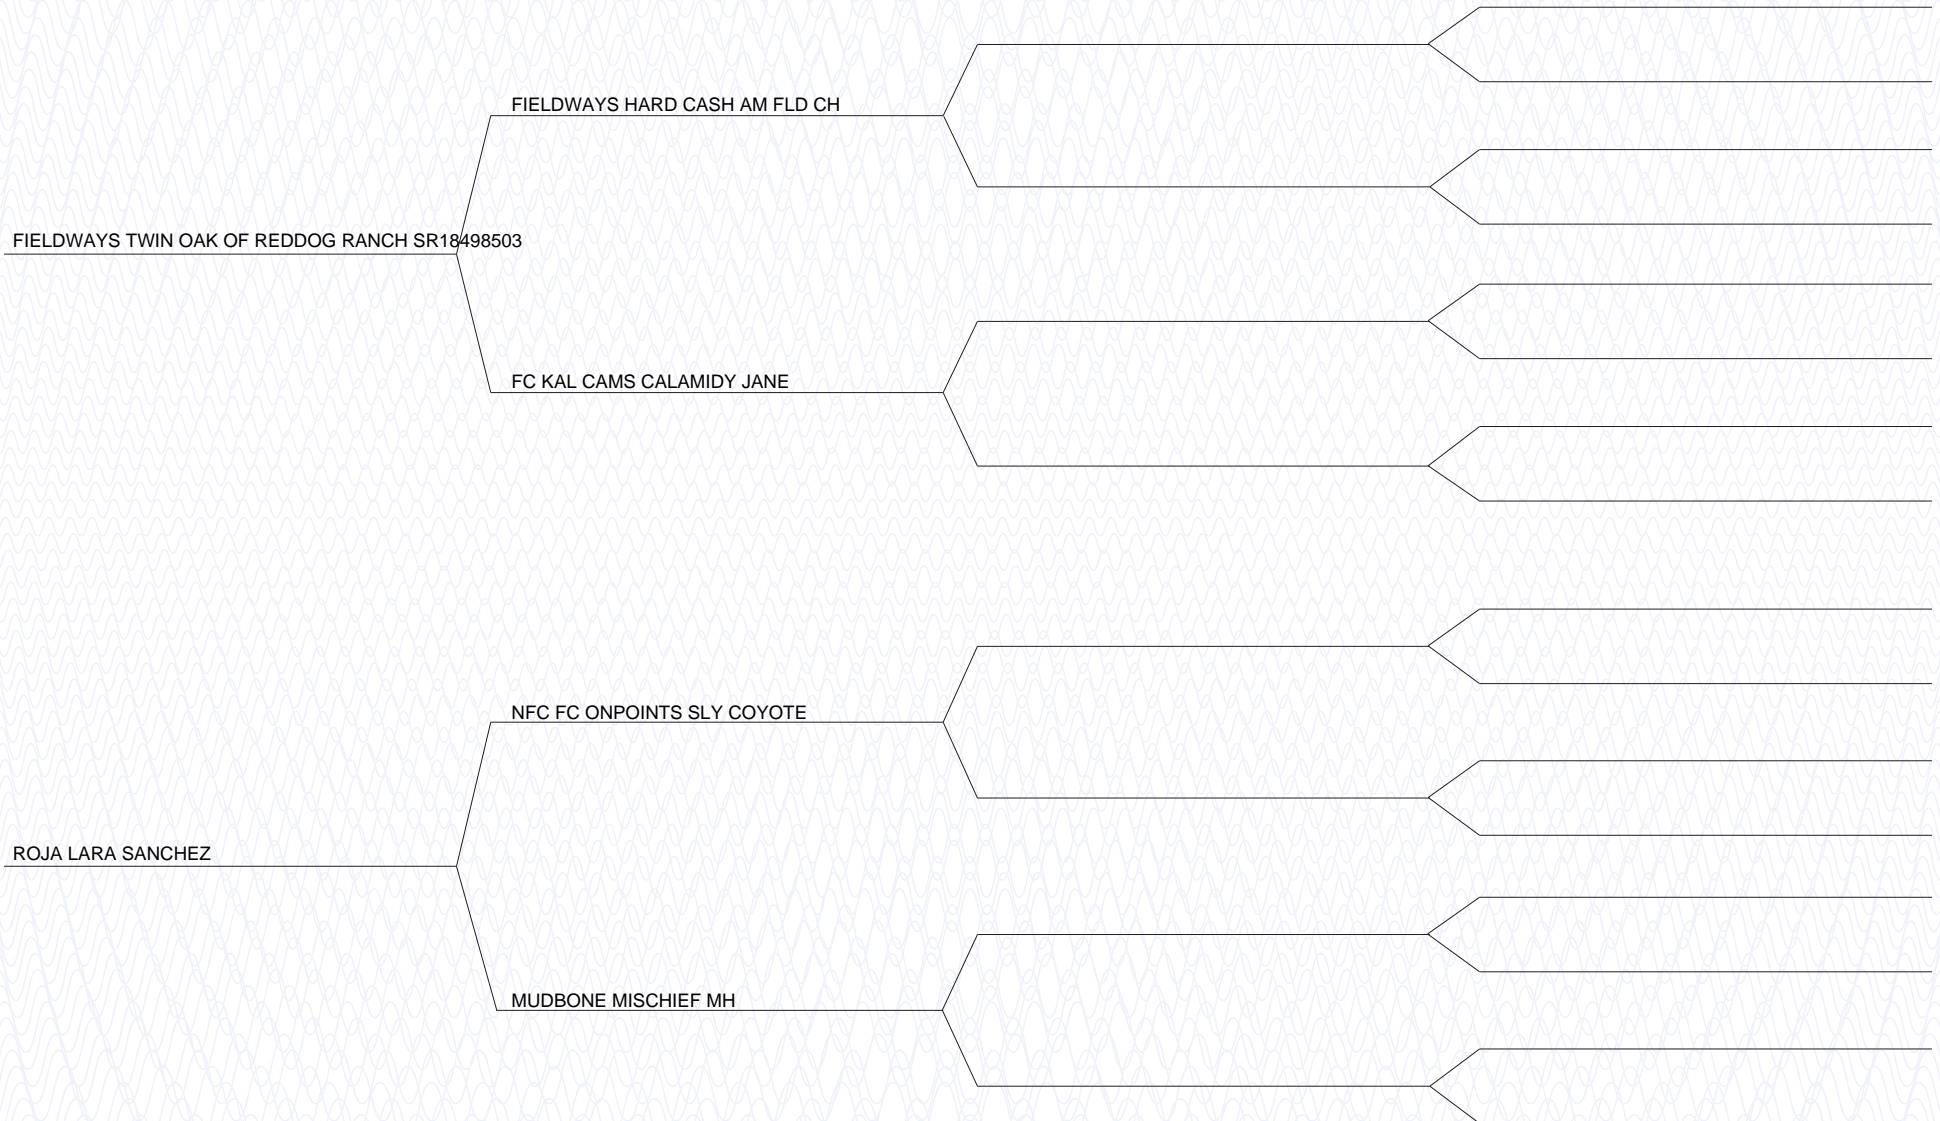 FIELDWAYS HARD CASH AM FLD CH
FIELDWAYS TWIN OAK OF REDDOG RANCH SR18498503
FC KAL CAMS CALAMIDY JANE
NFC FC ONPOINTS SLY COYOTE
ROJA LARA SANCHEZ
MUDBONE MISCHIEF MH